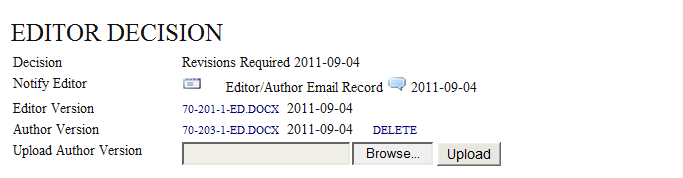 EDITOR DECISION
Decision Revisions Required 2011-09-04
Notify Editor Editor/Author Email Record 2011-09-04
Editor Version 70-201-1-ED.DOCX 2011-09-04
Author Version 70-203-1-ED.DOCX 2011-09-04 DELETE
Upload Author Version Browse... Upload